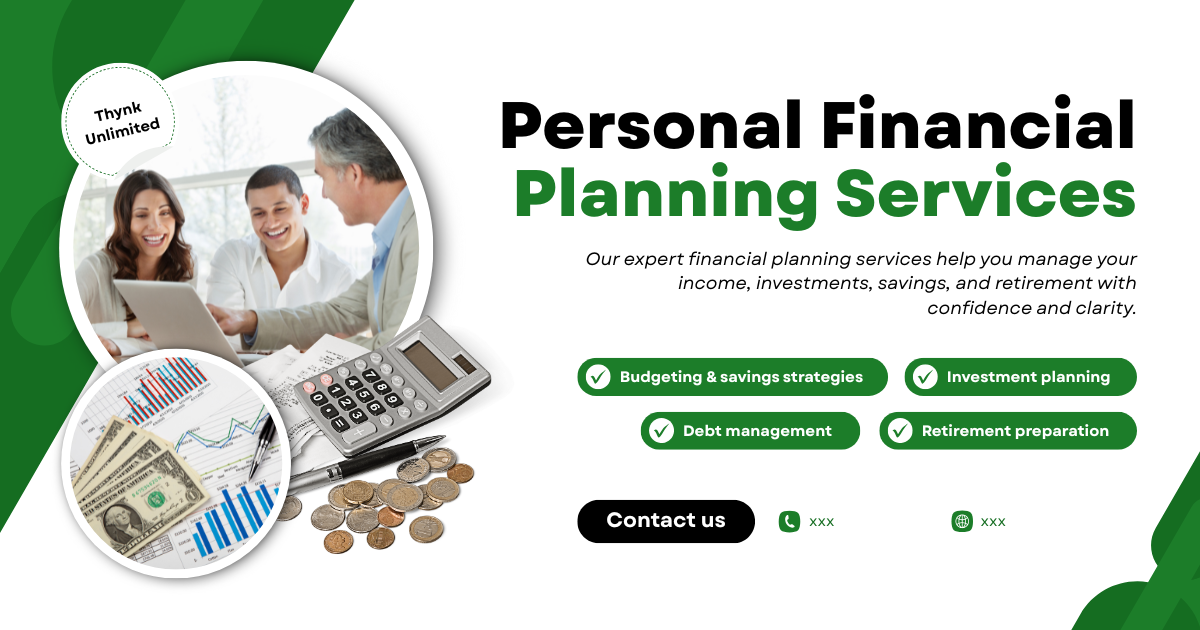 Thynk
Unlimited
Personal Financial
Planning Services
Our expert financial planning services help you manage your
income, investments, savings, and retirement with
confidence and clarity.
Budgeting & savings strategies
Investment planning
Debt management
Retirement preparation
Contact us
xxx
xxx